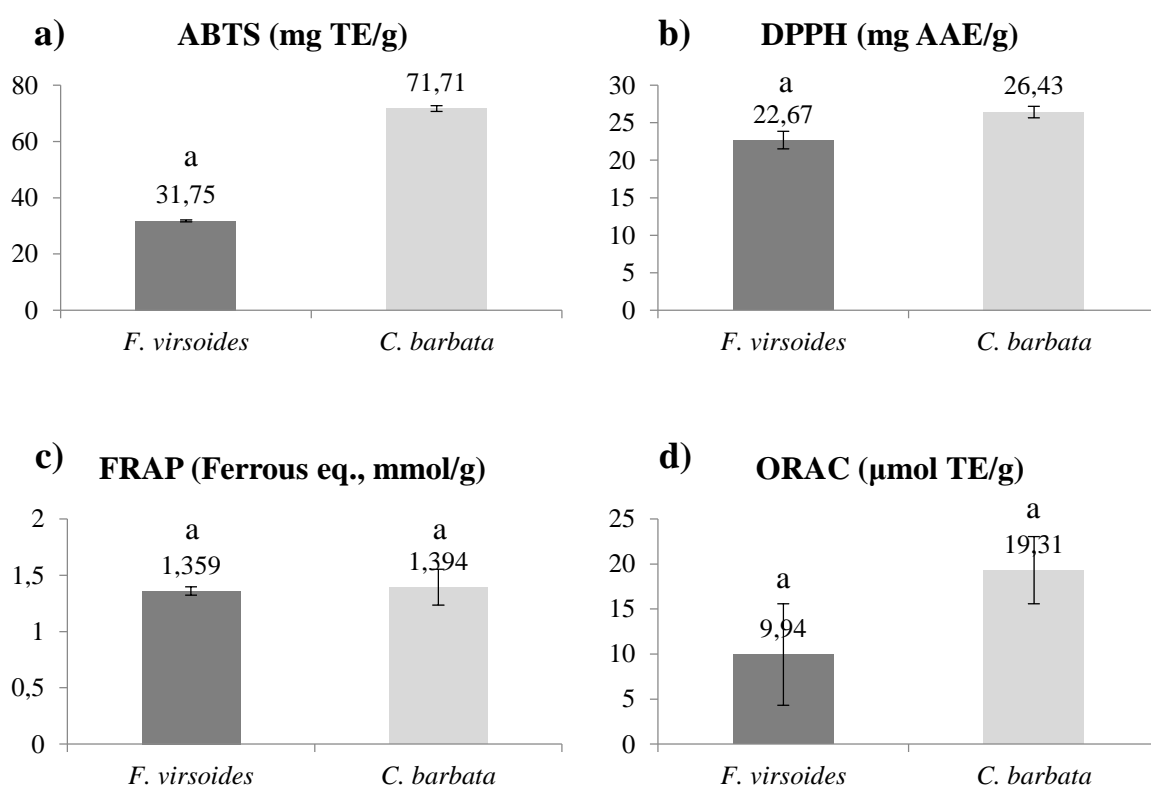 a) ABTS (mg TE/g)
80
60
40
20
0
a
31,75
71,71
F. virsoides C. barbata
b) DPPH (mg AAE/g)
30
25
20
15
10
5
0
a
22,67
26,43
F. virsoides C. barbata
c) FRAP (Ferrous eq., mmol/g)
2
1,5
1
0,5
0
a
1,359
a
1,394
F. virsoides C. barbata
d) ORAC (µmol TE/g)
25
20
15
10
5
0
a
9,94
a
19,31
F. virsoides C. barbata